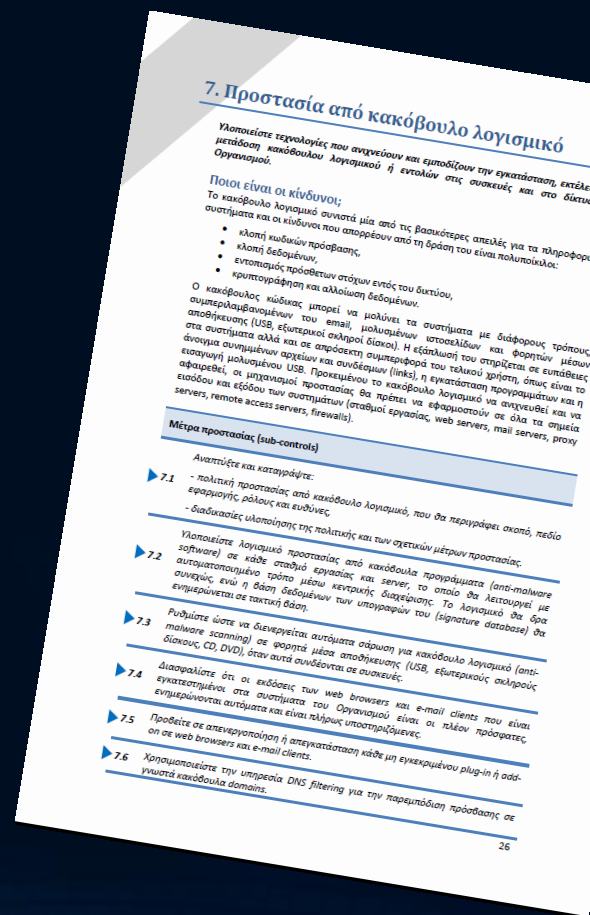 7. Προστασία από κακόβουλο λογισμικό
Υλοποιείστε τεχνολογίες που ανιχνεύουν και εμποδίζουν την εγκατάσταση,
μετάδοση κακόβουλου λογισμικού ή εντολών στις συσκευές και στο
Οργανισμού.
Ποιοι είναι οι κίνδυνοι;
Το κακόβουλο λογισμικό συνιστά μία από τις βασικότερες απειλές για τα
συστήματα και οι κίνδυνοι που απορρέουν από τη δράση του είναι πολυποίκιλοι:
• κλοπή κωδικών πρόσβασης,
• κλοπή δεδομένων,
• εντοπισμός πρόσθετων στόχων εντός του δικτύου,
• κρυπτογράφηση και αλλοίωση δεδομένων.
Ο κακόβουλος κώδικας μπορεί να μολύνει τα συστήματα με διάφορους τρόπους,
συμπεριλαμβανομένων του email, μολυσμένων ιστοσελίδων και φορητών μέσων
αποθήκευσης (USB, εξωτερικοί σκληροί δίσκοι). Η εξάπλωσή του στηρίζεται σε ευπάθειες
στα συστήματα αλλά και σε απρόσεκτη συμπεριφορά του τελικού χρήστη, όπως είναι το
άνοιγμα συνημμένων αρχείων και συνδέσμων (links), η εγκατάσταση προγραμμάτων και η
εισαγωγή μολυσμένου USB. Προκειμένου το κακόβουλο λογισμικό να ανιχνευθεί και να
αφαιρεθεί, οι μηχανισμοί προστασίας θα πρέπει να εφαρμοστούν σε όλα τα σημεία
εισόδου και εξόδου των συστημάτων (σταθμοί εργασίας, web servers, mail servers, proxy
servers, remote access servers, firewalls).
Μέτρα προστασίας (sub-controls)
Αναπτύξτε και καταγράψτε:
7.1 - πολιτική προστασίας από κακόβουλο λογισμικό, που θα περιγράφει σκοπό, πεδίο
εφαρμογής, ρόλους και ευθύνες,
- διαδικασίες υλοποίησης της πολιτικής και των σχετικών μέτρων προστασίας.
Υλοποιείστε λογισμικό προστασίας από κακόβουλα προγράμματα (anti-malware
7.2 software) σε κάθε σταθμό εργασίας και server, το οποίο θα λειτουργεί με
αυτοματοποιημένο τρόπο μέσω κεντρικής διαχείρισης. Το λογισμικό θα δρα
συνεχώς, ενώ η βάση δεδομένων των υπογραφών του (signature database) θα
ενημερώνεται σε τακτική βάση.
7.3 Ρυθμίστε ώστε να διενεργείται αυτόματα σάρωση για κακόβουλο λογισμικό (anti-
malware scanning) σε φορητά μέσα αποθήκευσης (USB, εξωτερικούς σκληρούς
δίσκους, CD, DVD), όταν αυτά συνδέονται σε συσκευές.
7.4 Διασφαλίστε ότι οι εκδόσεις των web browsers και e-mail clients που είναι
εγκατεστημένοι στα συστήματα του Οργανισμού είναι οι πλέον πρόσφατες,
ενημερώνονται αυτόματα και είναι πλήρως υποστηριζόμενες.
7.5 Προβείτε σε απενεργοποίηση ή απεγκατάσταση κάθε μη εγκεκριμένου plug-in ή add-
on σε web browsers και e-mail clients.
7.6 Χρησιμοποιείστε την υπηρεσία DNS filtering για την παρεμπόδιση πρόσβασης σε
γνωστά κακόβουλα domains.
26